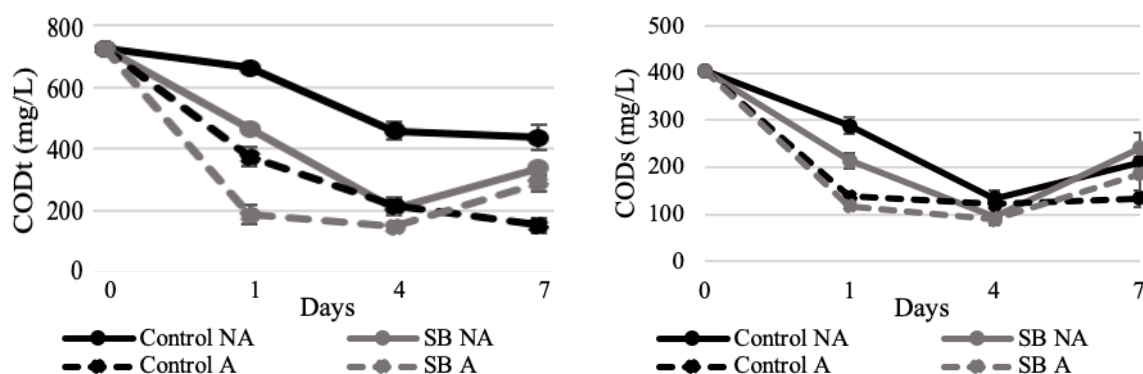 CODt (mg/L)
800
600
400
200
0
0 1 4 7
Days
Control NA SB NA
Control A SB A
CODs (mg/L)
500
400
300
200
100
0
0 1 4 7
Days
Control NA SB NA
Control A SB A